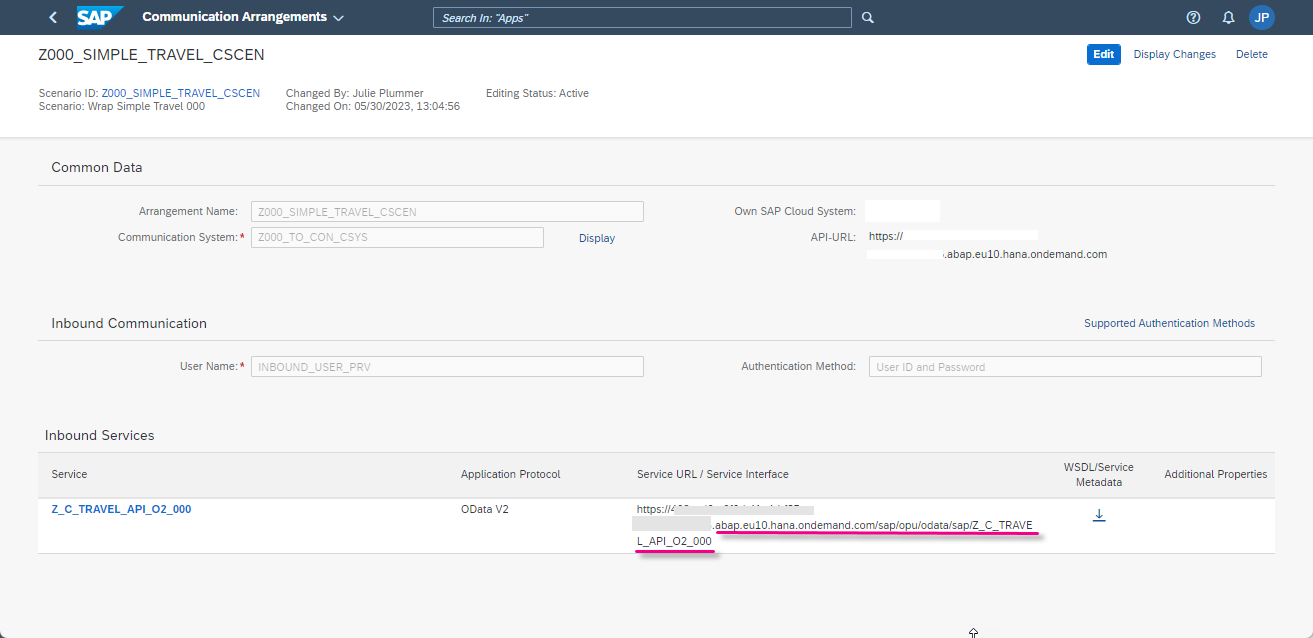 SAP Communication Arrangements Search In: "Apps" JP
Z000_SIMPLE_TRAVEL_CSCEN Edit Display Changes Delete
Scenario ID: Z000_SIMPLE_TRAVEL_CSCEN Changed By: Julie Plummer Editing Status: Active
Scenario: Wrap Simple Travel 000 Changed On: 05/30/2023, 13:04:56
Common Data
Arrangement Name: Z000_SIMPLE_TRAVEL_CSCEN Own SAP Cloud System:
Communication System:* Z000_TO_CON_CSYS Display API-URL: https://
.abap.eu10.hana.ondemand.com
Inbound Communication Supported Authentication Methods
User Name:* INBOUND_USER_PRV Authentication Method: User ID and Password
Inbound Services
Service Application Protocol Service URL / Service Interface WSDL/Service Metadata Additional Properties
Z_C_TRAVEL_API_O2_000 OData V2 https://
.abap.eu10.hana.ondemand.com/sap/opu/odata/sap/Z_C_TRAVE
L_API_O2_000